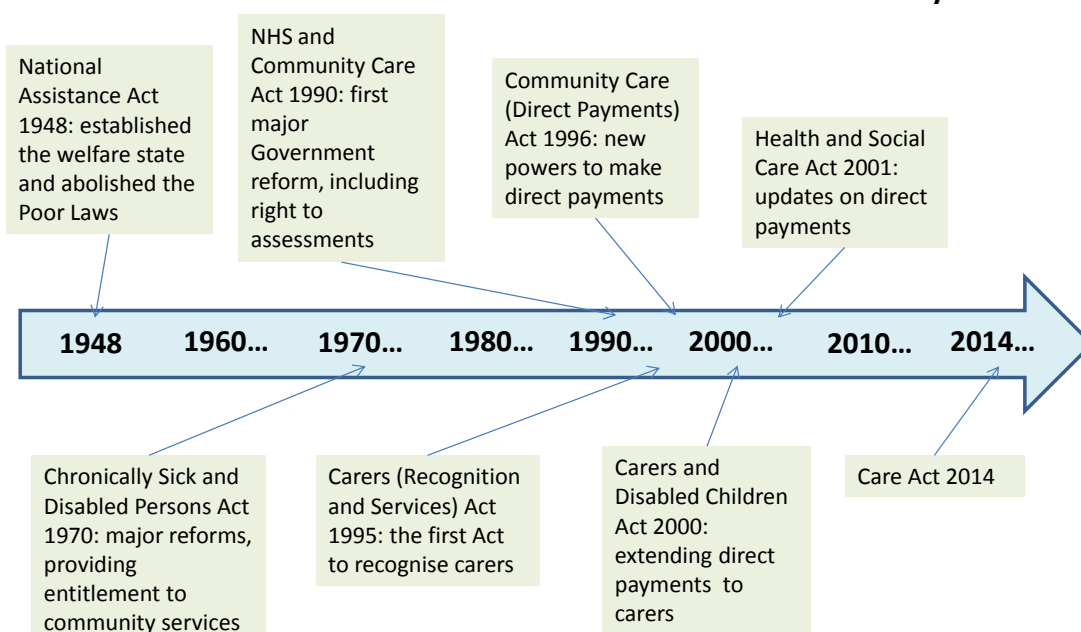 National
Assistance Act
1948: established
the welfare state
and abolished the
Poor Laws
NHS and
Community Care
Act 1990: first
major
Government
reform, including
right to
assessments
Community Care
(Direct Payments)
Act 1996: new
powers to make
direct payments
Health and Social
Care Act 2001:
updates on direct
payments
1948 1960... 1970... 1980... 1990... 2000... 2010... 2014...
Chronically Sick and
Disabled Persons Act
1970: major reforms,
providing
entitlement to
community services
Carers (Recognition
and Services) Act
1995: the first Act
to recognise carers
Carers and
Disabled Children
Act 2000:
extending direct
payments to
carers
Care Act 2014